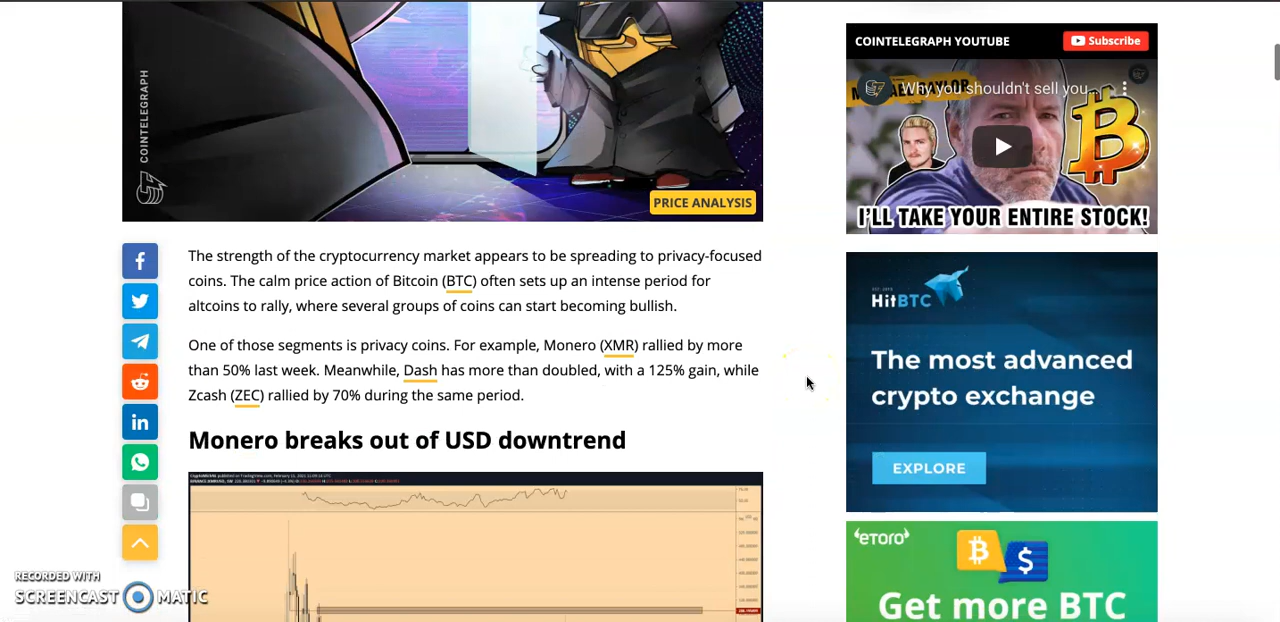 COINTELEGRAPH
PRICE ANALYSIS
The strength of the cryptocurrency market appears to be spreading to privacy-focused
coins. The calm price action of Bitcoin (BTC) often sets up an intense period for
altcoins to rally, where several groups of coins can start becoming bullish.
One of those segments is privacy coins. For example, Monero (XMR) rallied by more
than 50% last week. Meanwhile, Dash has more than doubled, with a 125% gain, while
Zcash (ZEC) rallied by 70% during the same period.
Monero breaks out of USD downtrend
COINTELEGRAPH YOUTUBE
Subscribe
Why you shouldn't sell you...
I'LL TAKE YOUR ENTIRE STOCK!
HitBTC
The most advanced
crypto exchange
EXPLORE
eToro
Get more BTC
RECORDED WITH
SCREENCAST MATIC